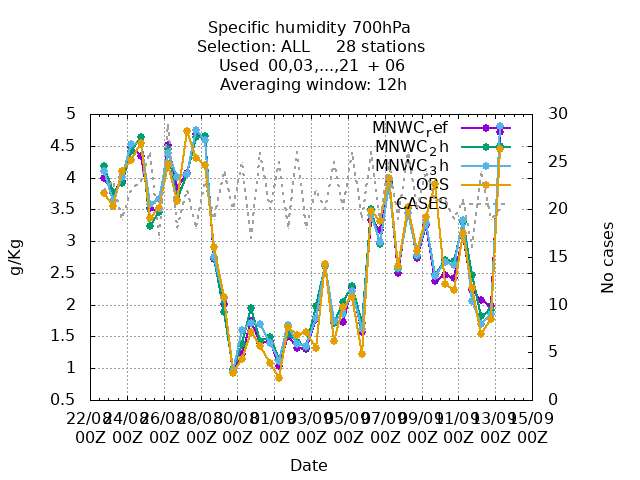 Specific humidity 700hPa
Selection: ALL 28 stations
Used 00,03,...,21 + 06
Averaging window: 12h
5
4.5
4
3.5
3
2.5
2
1.5
1
0.5
30
25
20
15
10
5
0
g/Kg
No cases
MNWC_ref
MNWC_2h
MNWC_3h
OBS
CASES
22/08 24/08 26/08 28/08 30/08 01/09 03/09 05/09 07/09 09/09 11/09 13/09 15/09
00Z 00Z 00Z 00Z 00Z 00Z 00Z 00Z 00Z 00Z 00Z 00Z 00Z
Date